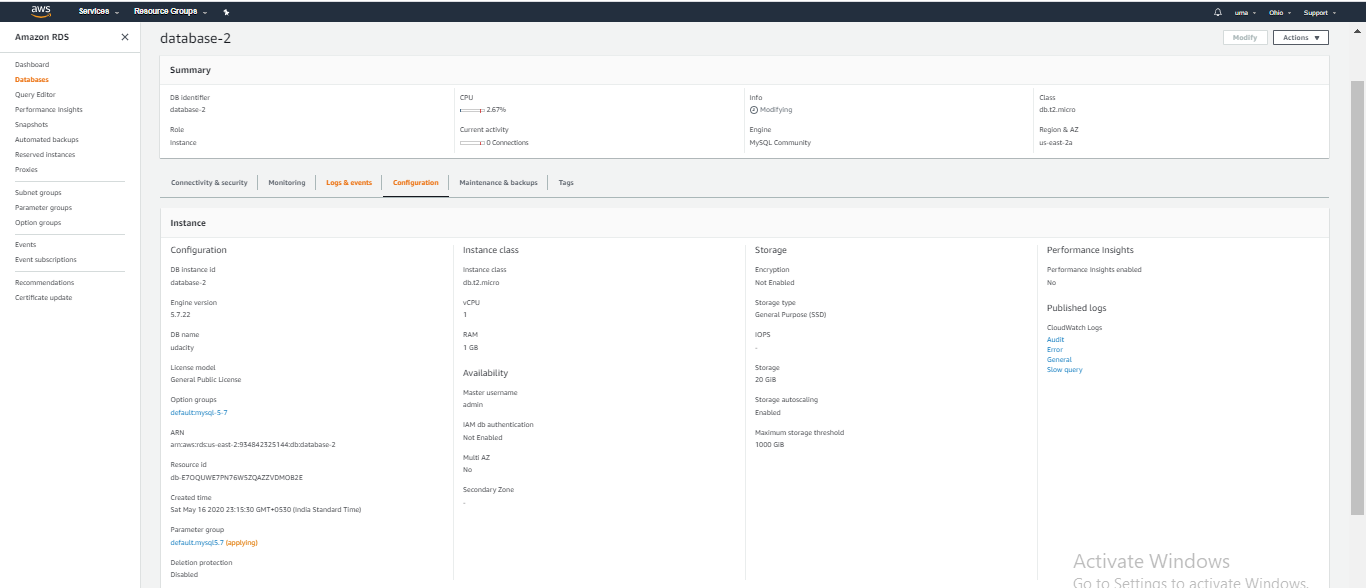 aws Services Resource Groups uma Ohio Support
Amazon RDS
Dashboard
Databases
Query Editor
Performance Insights
Snapshots
Automated backups
Reserved instances
Proxies
Subnet groups
Parameter groups
Option groups
Events
Event subscriptions
Recommendations
Certificate update
database-2
Modify Actions
Summary
DB identifier
database-2
Role
Instance
CPU
2.67%
Current activity
0 Connections
Info
Modifying
Engine
MySQL Community
Class
db.t2.micro
Region & AZ
us-east-2a
Connectivity & security Monitoring Logs & events Configuration Maintenance & backups Tags
Instance
Configuration
DB instance id
database-2
Engine version
5.7.22
DB name
udacity
License model
General Public License
Option groups
default:mysql-5-7
ARN
arn:aws:rds:us-east-2:934842325144:db:database-2
Resource id
db-E7OQUWE7PN76W5ZQAZZVDMOB2E
Created time
Sat May 16 2020 23:15:30 GMT+0530 (India Standard Time)
Parameter group
default.mysql5.7 (applying)
Deletion protection
Disabled
Instance class
Instance class
db.t2.micro
vCPU
1
RAM
1 GB
Availability
Master username
admin
IAM db authentication
Not Enabled
Multi AZ
No
Secondary Zone
-
Storage
Encryption
Not Enabled
Storage type
General Purpose (SSD)
IOPS
-
Storage
20 GiB
Storage autoscaling
Enabled
Maximum storage threshold
1000 GiB
Performance Insights
Performance Insights enabled
No
Published logs
CloudWatch Logs
Audit
Error
General
Slow query
Activate Windows
Go to Settings to activate Windows.